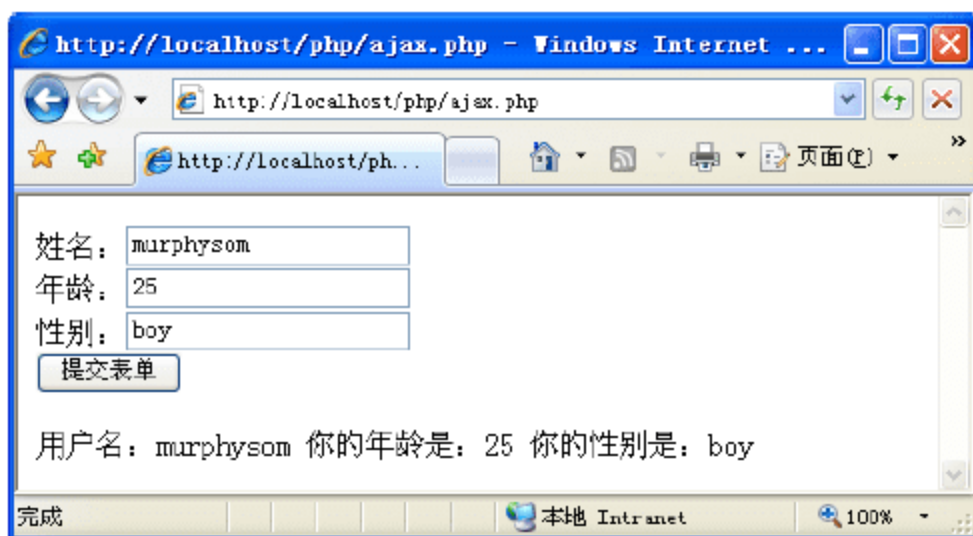 http://localhost/php/ajax.php - Windows Internet ...
http://localhost/php/ajax.php
http://localhost/ph...
页面(P)
»
姓名：murphysom
年龄：25
性别：boy
提交表单
用户名：murphysom 你的年龄是：25 你的性别是：boy
完成
本地 Intranet
100%